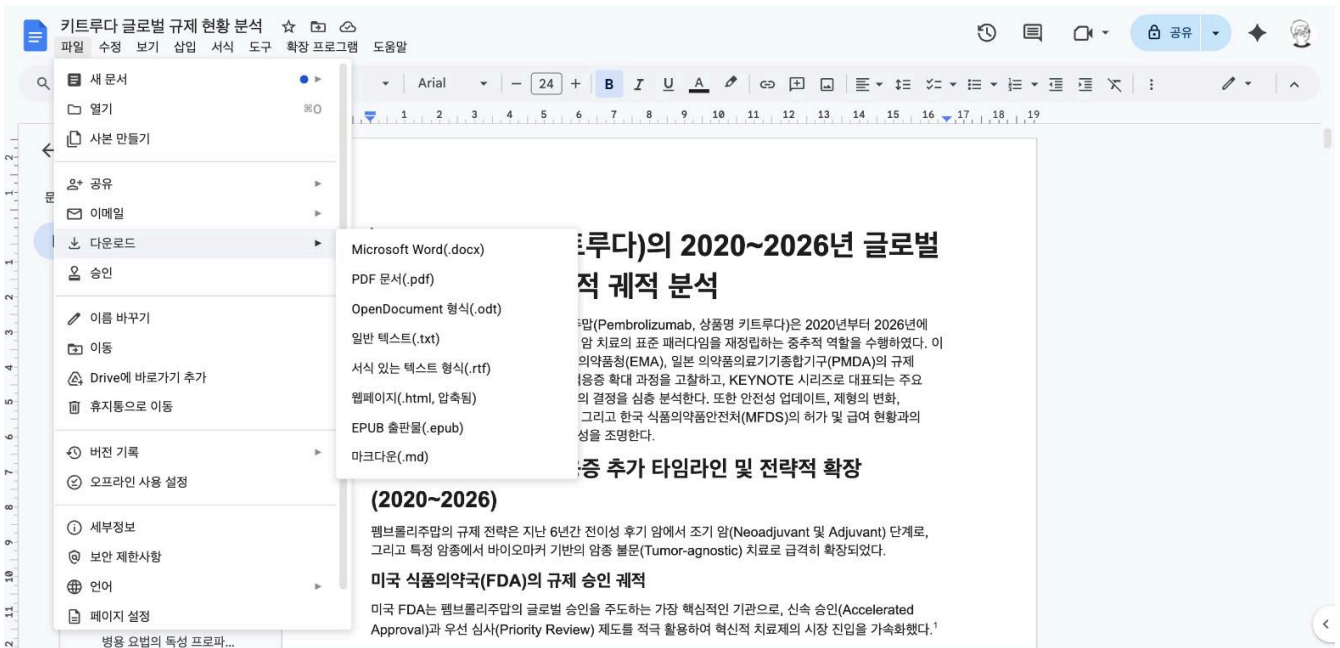 키트루다 글로벌 규제 현황 분석
파일 수정 보기 삽입 서식 도구 확장 프로그램 도움말
공유
Arial
24
B I U A
1 2 3 4 5 6 7 8 9 10 11 12 13 14 15 16 17 18 19
새 문서
열기 ⌘O
사본 만들기
공유
이메일
다운로드
승인
이름 바꾸기
이동
Drive에 바로가기 추가
휴지통으로 이동
버전 기록
오프라인 사용 설정
세부정보
보안 제한사항
언어
페이지 설정
병용 요법의 독성 프로파...
Microsoft Word(.docx)
PDF 문서(.pdf)
OpenDocument 형식(.odt)
일반 텍스트(.txt)
서식 있는 텍스트 형식(.rtf)
웹페이지(.html, 압축됨)
EPUB 출판물(.epub)
마크다운(.md)
트루다)의 2020~2026년 글로벌
적 궤적 분석
주맙(Pembrolizumab, 상품명 키트루다)은 2020년부터 2026년에
암 치료의 표준 패러다임을 재정립하는 중추적 역할을 수행하였다. 이
의약품청(EMA), 일본 의약품의료기기종합기구(PMDA)의 규제
적응증 확대 과정을 고찰하고, KEYNOTE 시리즈로 대표되는 주요
의 결정을 심층 분석한다. 또한 안전성 업데이트, 제형의 변화,
그리고 한국 식품의약품안전처(MFDS)의 허가 및 급여 현황과의
성을 조명한다.
응증 추가 타임라인 및 전략적 확장
(2020~2026)
펨브롤리주맙의 규제 전략은 지난 6년간 전이성 후기 암에서 조기 암(Neoadjuvant 및 Adjuvant) 단계로,
그리고 특정 암종에서 바이오마커 기반의 암종 불문(Tumor-agnostic) 치료로 급격히 확장되었다.
미국 식품의약국(FDA)의 규제 승인 궤적
미국 FDA는 펨브롤리주맙의 글로벌 승인을 주도하는 가장 핵심적인 기관으로, 신속 승인(Accelerated
Approval)과 우선 심사(Priority Review) 제도를 적극 활용하여 혁신적 치료제의 시장 진입을 가속화했다.¹